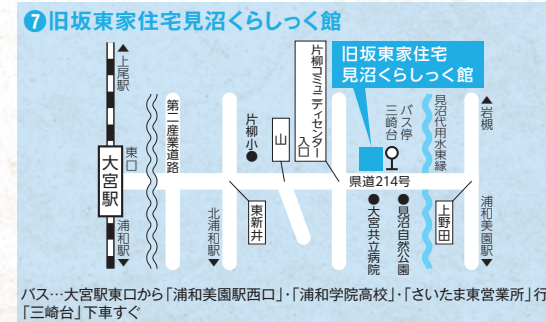 ❼旧坂東家住宅見沼くらしっく館
▲上尾駅
大宮駅
東口
浦和駅▼
第二産業道路
片柳小●
北浦和駅▼
東新井
山
片柳コミュニティセンター
入口
旧坂東家住宅
見沼くらしっく館
バス停
三崎台
県道214号
●大宮共立病院
●見沼自然公園
見沼代用水東縁
上野田
▲岩槻
浦和美園駅▼
バス…大宮駅東口から「浦和美園駅西口」・「浦和学院高校」・「さいたま東営業所」行
「三崎台」下車すぐ